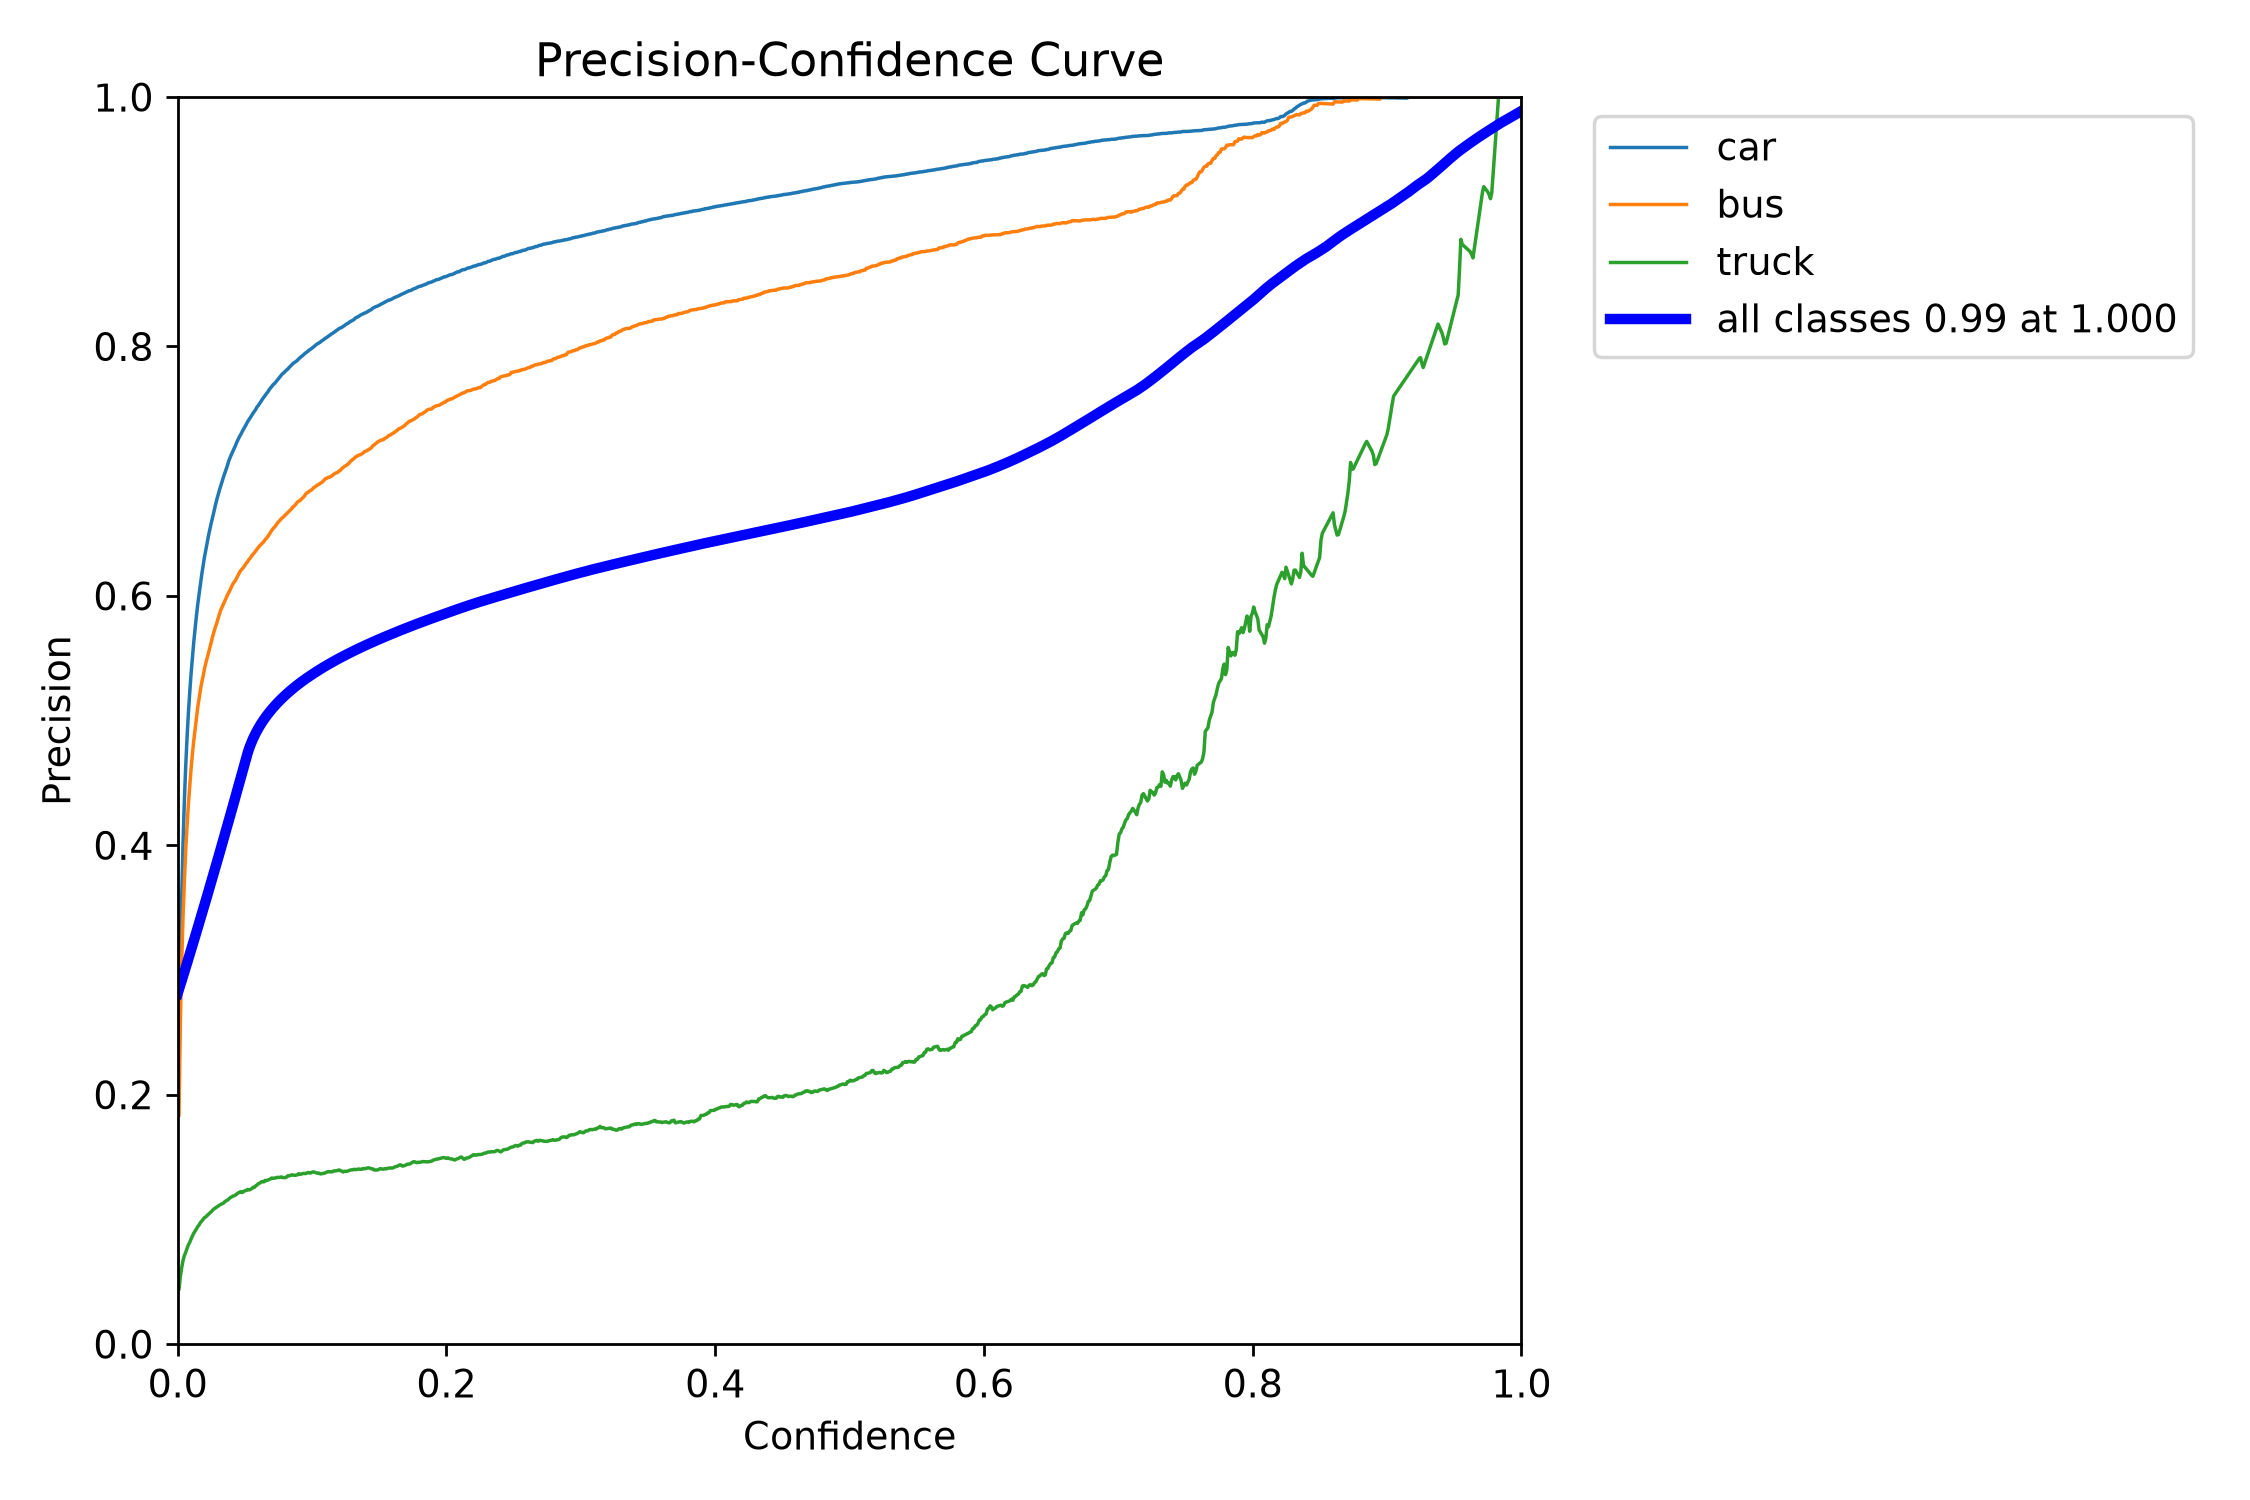 Precision-Confidence Curve
1.0
0.8
0.6
0.4
0.2
0.0
Precision
0.0 0.2 0.4 0.6 0.8 1.0
Confidence
car
bus
truck
all classes 0.99 at 1.000